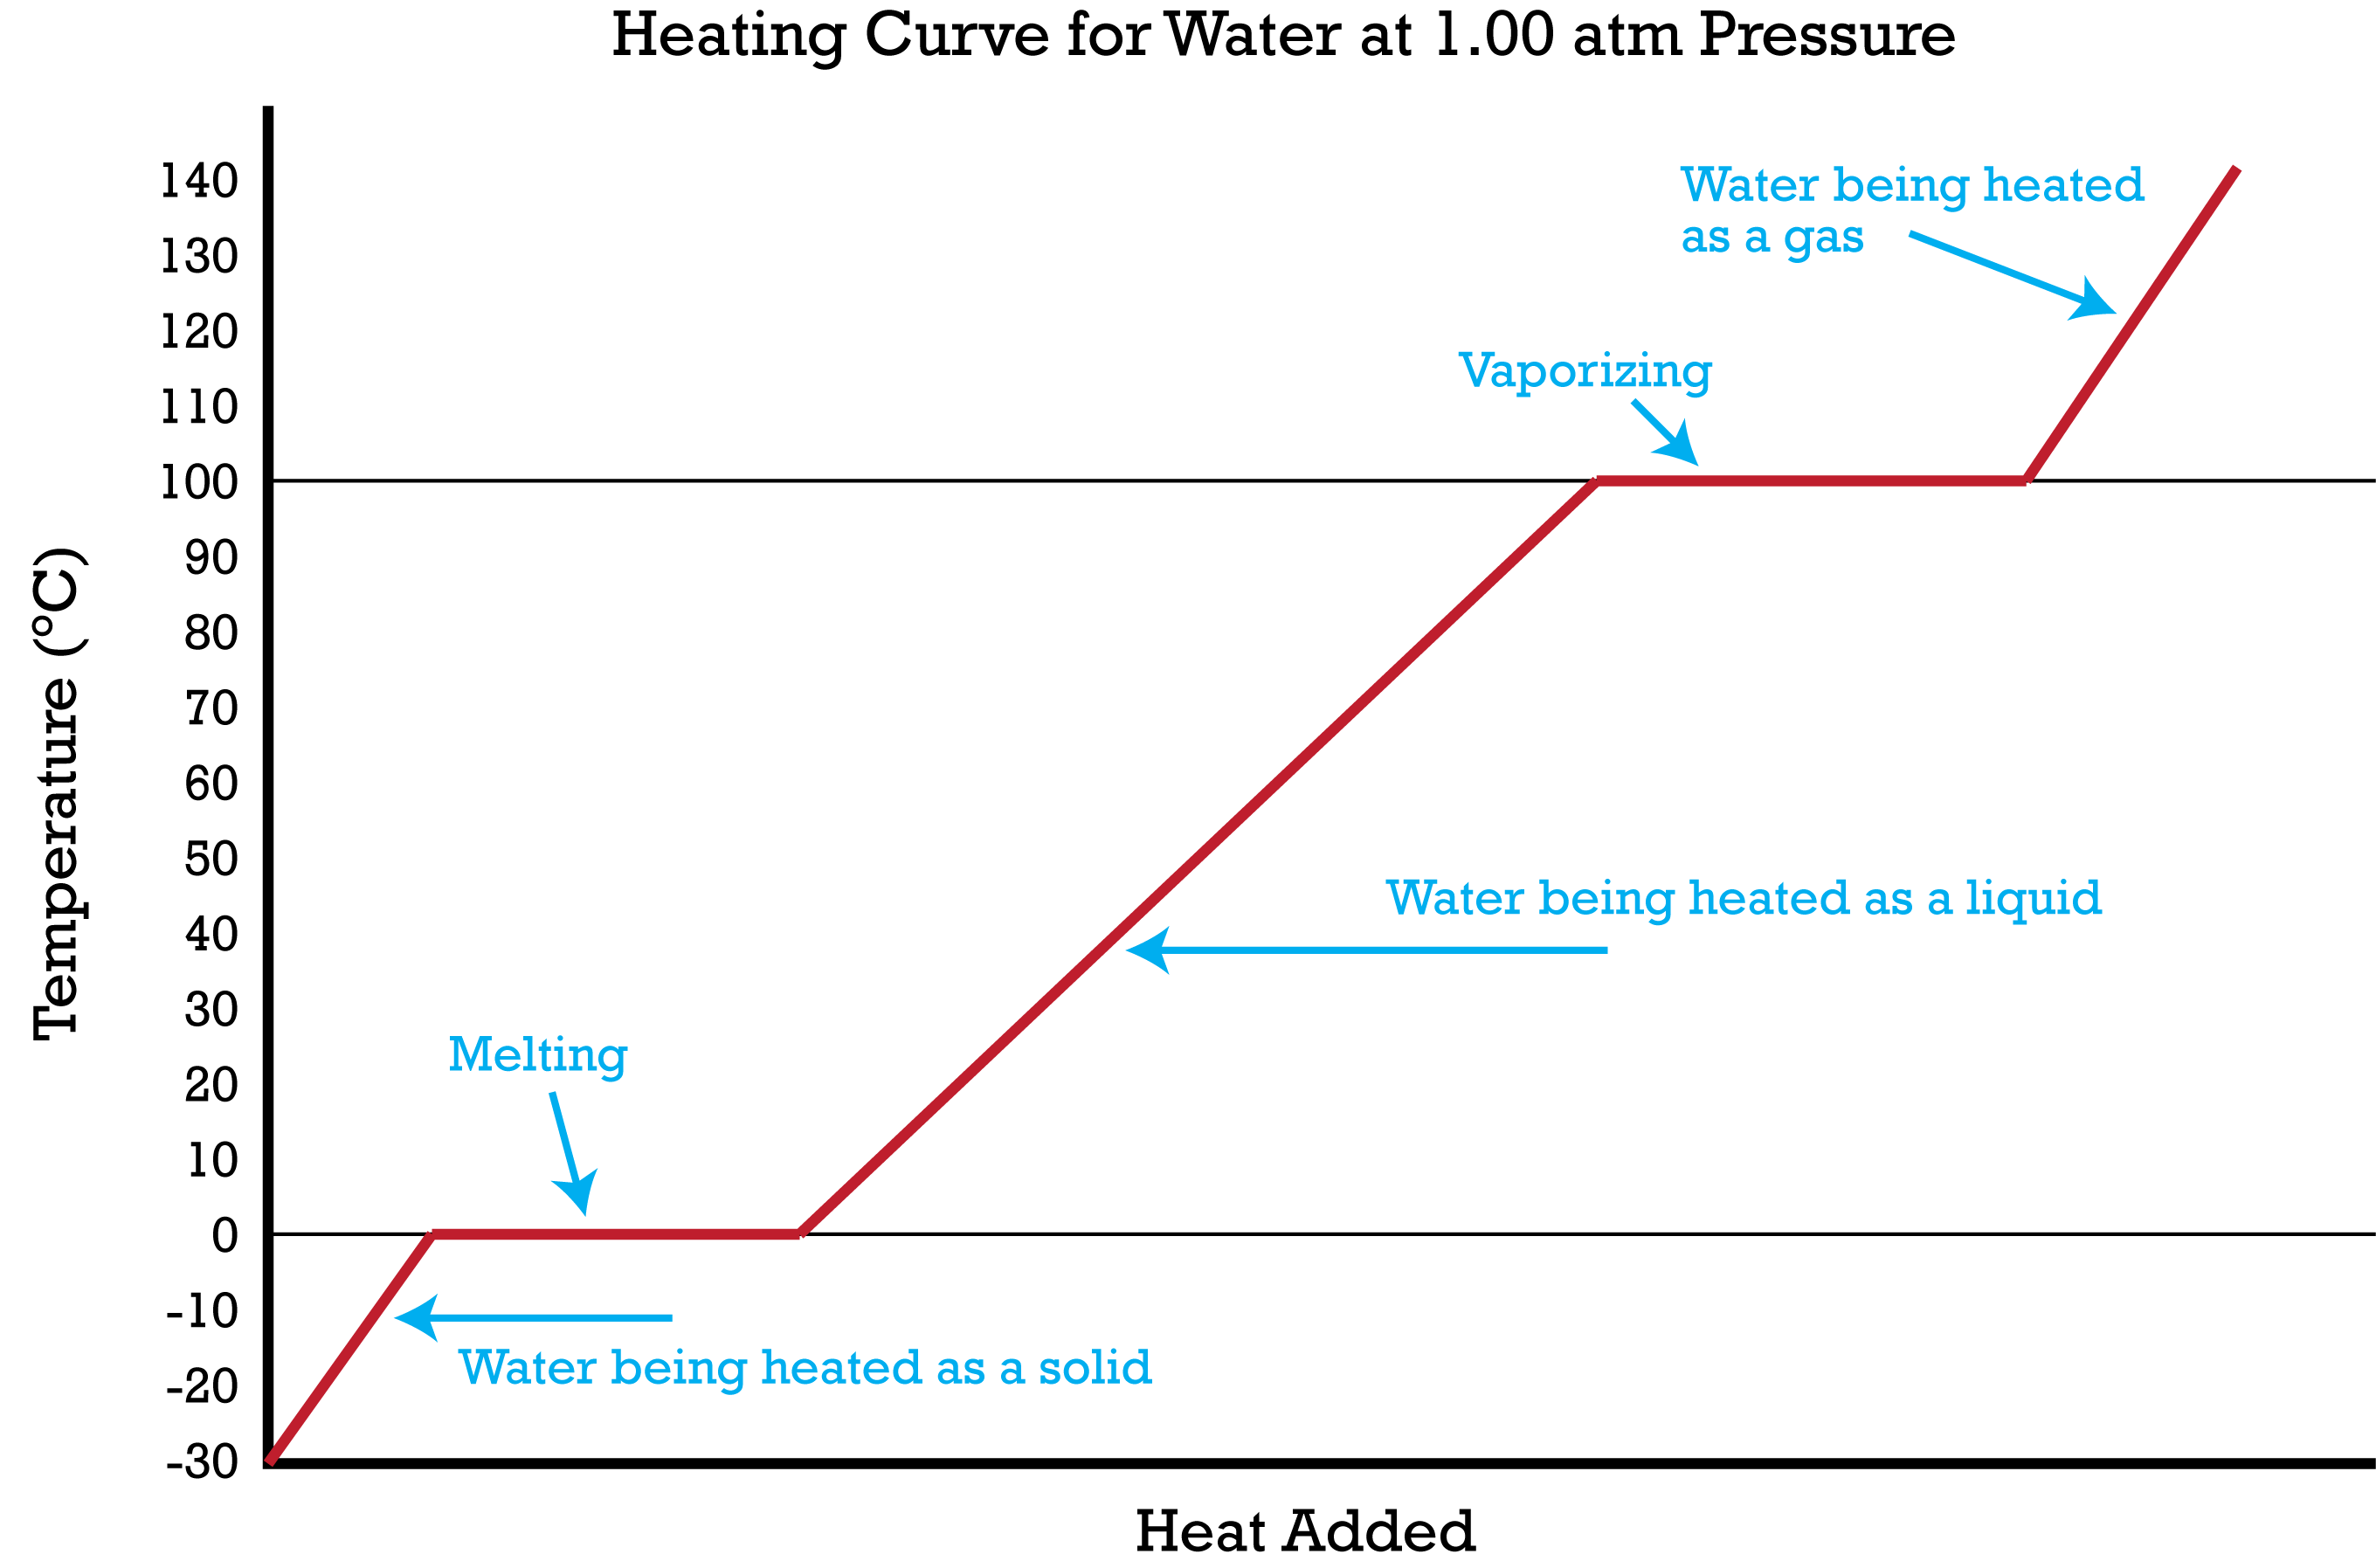 Heating Curve for Water at 1.00 atm Pressure
140
130
120
110
100
90
80
70
60
50
40
30
20
10
0
-10
-20
-30
Temperature (°C)
Water being heated
as a gas
Vaporizing
Water being heated as a liquid
Melting
Water being heated as a solid
Heat Added